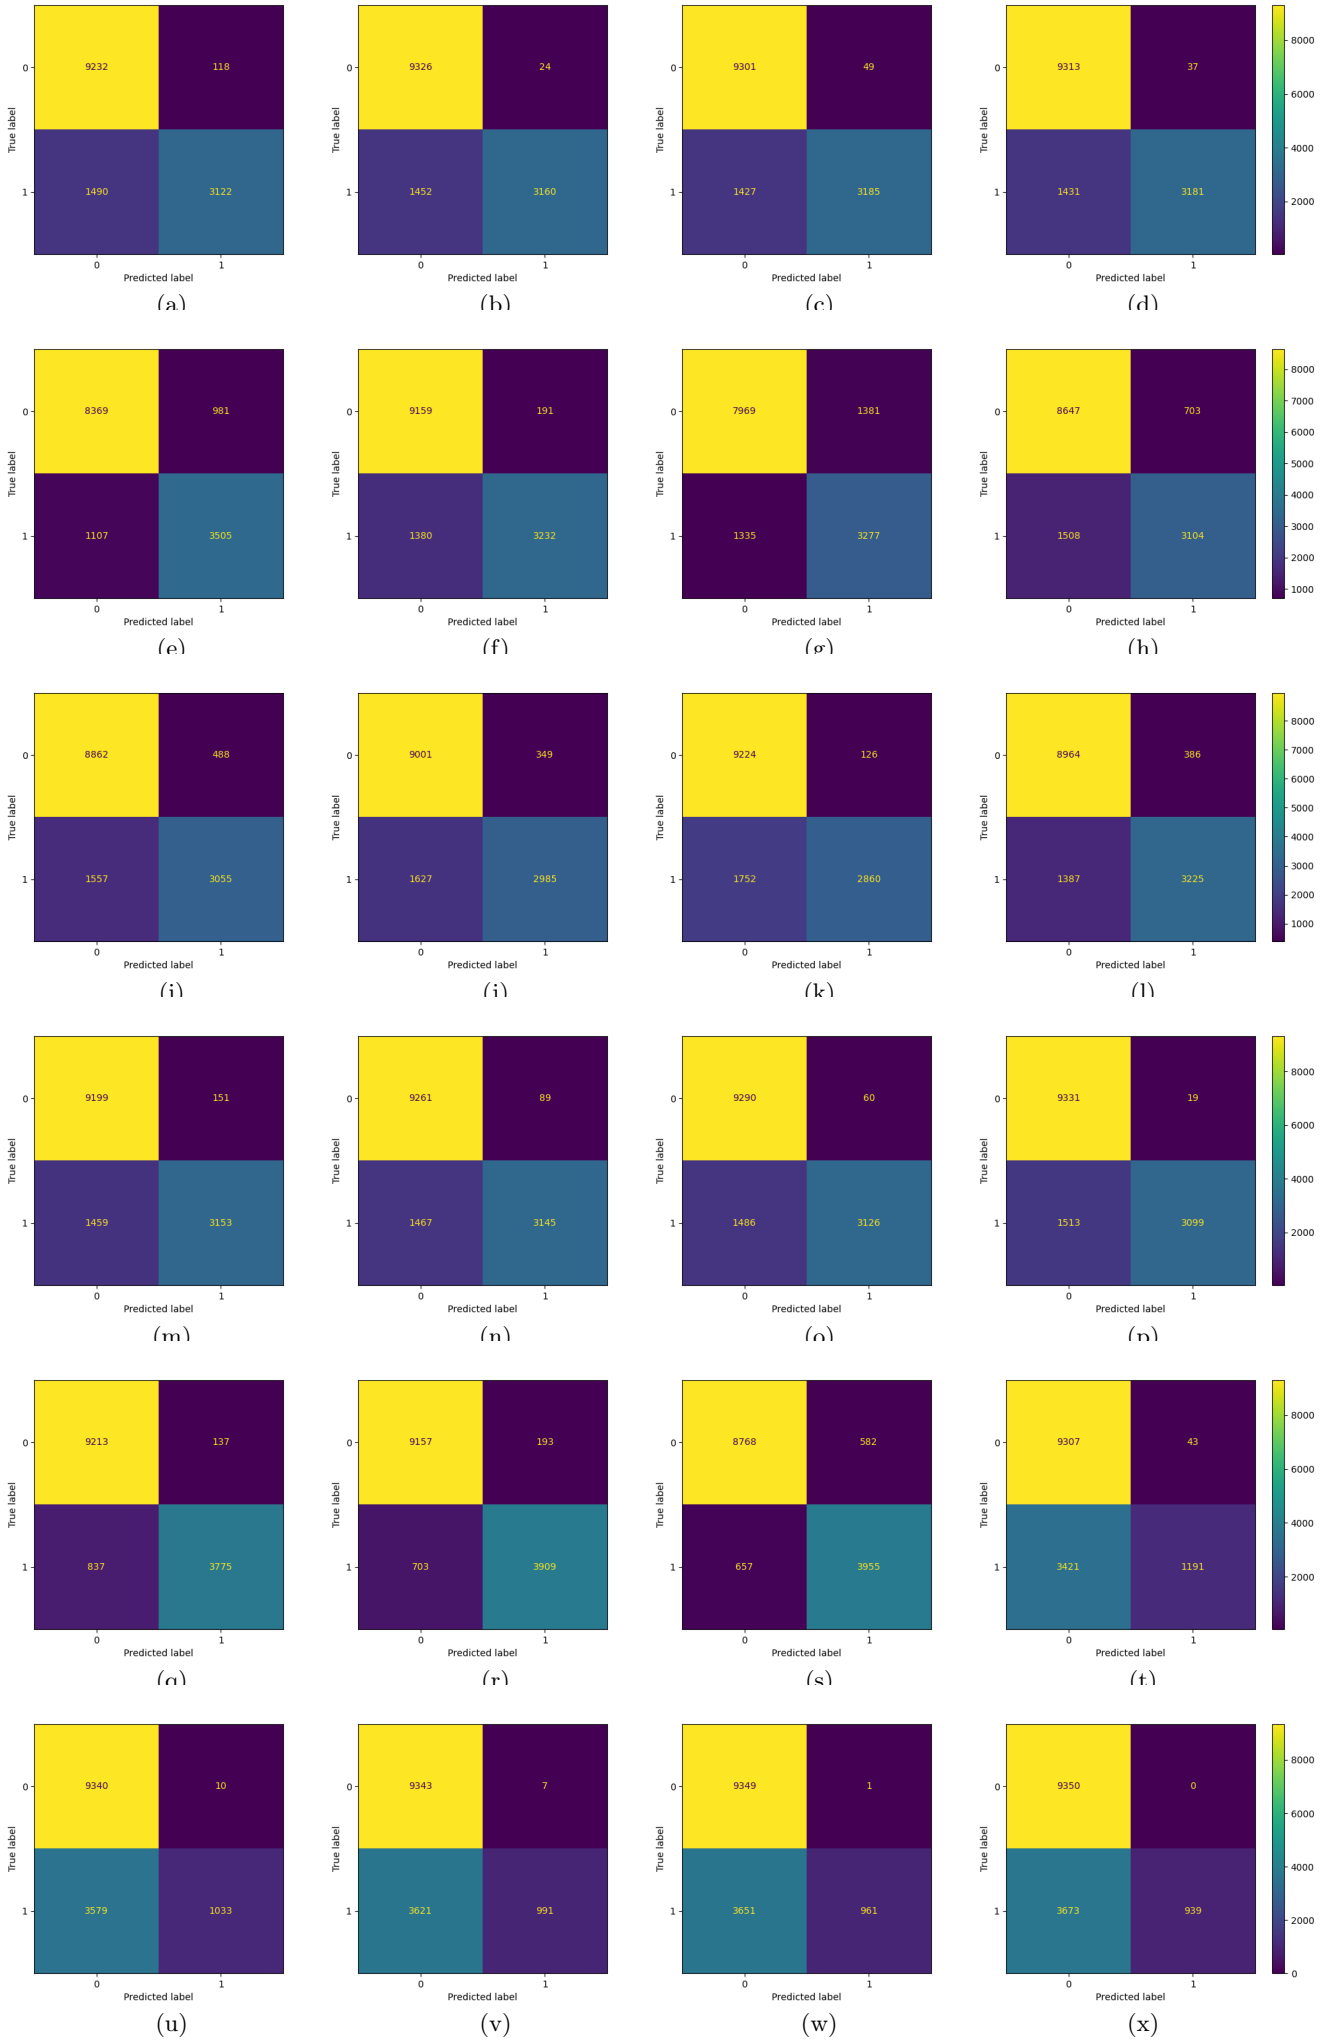 0 9232 118 0 9326 24 0 9301 49 0 9313 37
True label True label True label True label
1 1490 3122 1 1452 3160 1 1427 3185 1 1431 3181
8000
6000
4000
2000
0 1 0 1 0 1 0 1
Predicted label Predicted label Predicted label Predicted label
(a) (b) (c) (d)
0 8369 981 0 9159 191 0 7969 1381 0 8647 703
True label True label True label True label
1 1107 3505 1 1380 3232 1 1335 3277 1 1508 3104
8000
7000
6000
5000
4000
3000
2000
1000
0 1 0 1 0 1 0 1
Predicted label Predicted label Predicted label Predicted label
(e) (f) (g) (h)
0 8862 488 0 9001 349 0 9224 126 0 8964 386
True label True label True label True label
1 1557 3055 1 1627 2985 1 1752 2860 1 1387 3225
8000
7000
6000
5000
4000
3000
2000
1000
0 1 0 1 0 1 0 1
Predicted label Predicted label Predicted label Predicted label
(i) (j) (k) (l)
0 9199 151 0 9261 89 0 9290 60 0 9331 19
True label True label True label True label
1 1459 3153 1 1467 3145 1 1486 3126 1 1513 3099
8000
6000
4000
2000
0 1 0 1 0 1 0 1
Predicted label Predicted label Predicted label Predicted label
(m) (n) (o) (p)
0 9213 137 0 9157 193 0 8768 582 0 9307 43
True label True label True label True label
1 837 3775 1 703 3909 1 657 3955 1 3421 1191
8000
6000
4000
2000
0 1 0 1 0 1 0 1
Predicted label Predicted label Predicted label Predicted label
(q) (r) (s) (t)
0 9340 10 0 9343 7 0 9349 1 0 9350 0
True label True label True label True label
1 3579 1033 1 3621 991 1 3651 961 1 3673 939
8000
6000
4000
2000
0
0 1 0 1 0 1 0 1
Predicted label Predicted label Predicted label Predicted label
(u) (v) (w) (x)